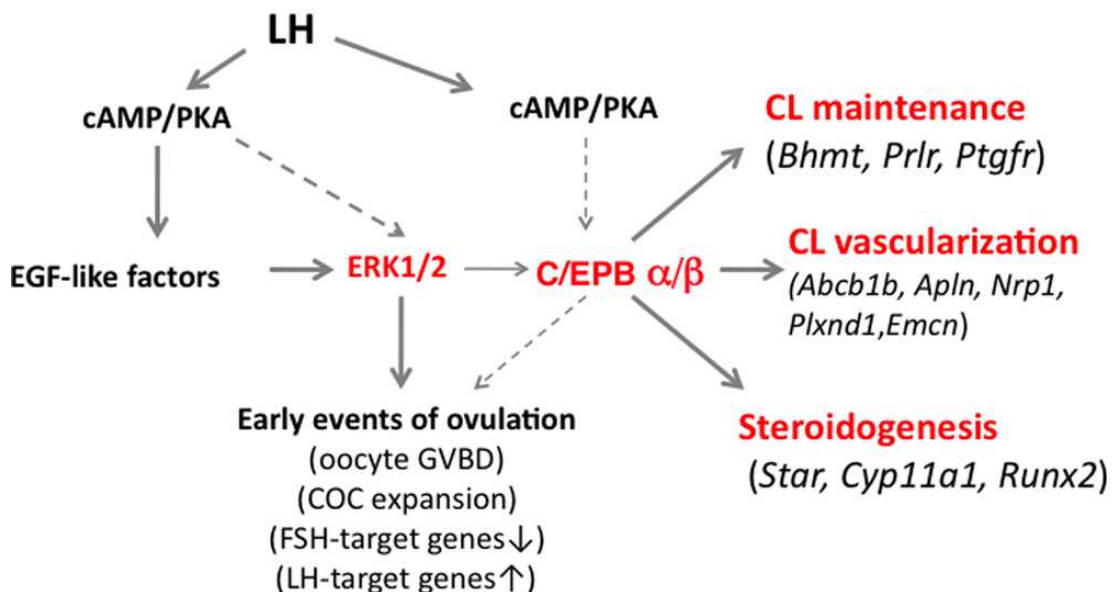 LH
cAMP/PKA
cAMP/PKA
CL maintenance
(Bhmt, Prlr, Ptgfr)
EGF-like factors
ERK1/2
C/EPB α/β
CL vascularization
(Abcb1b, Apln, Nrp1,
Plxnd1,Emcn)
Early events of ovulation
(oocyte GVBD)
(COC expansion)
(FSH-target genes↓)
(LH-target genes↑)
Steroidogenesis
(Star, Cyp11a1, Runx2)